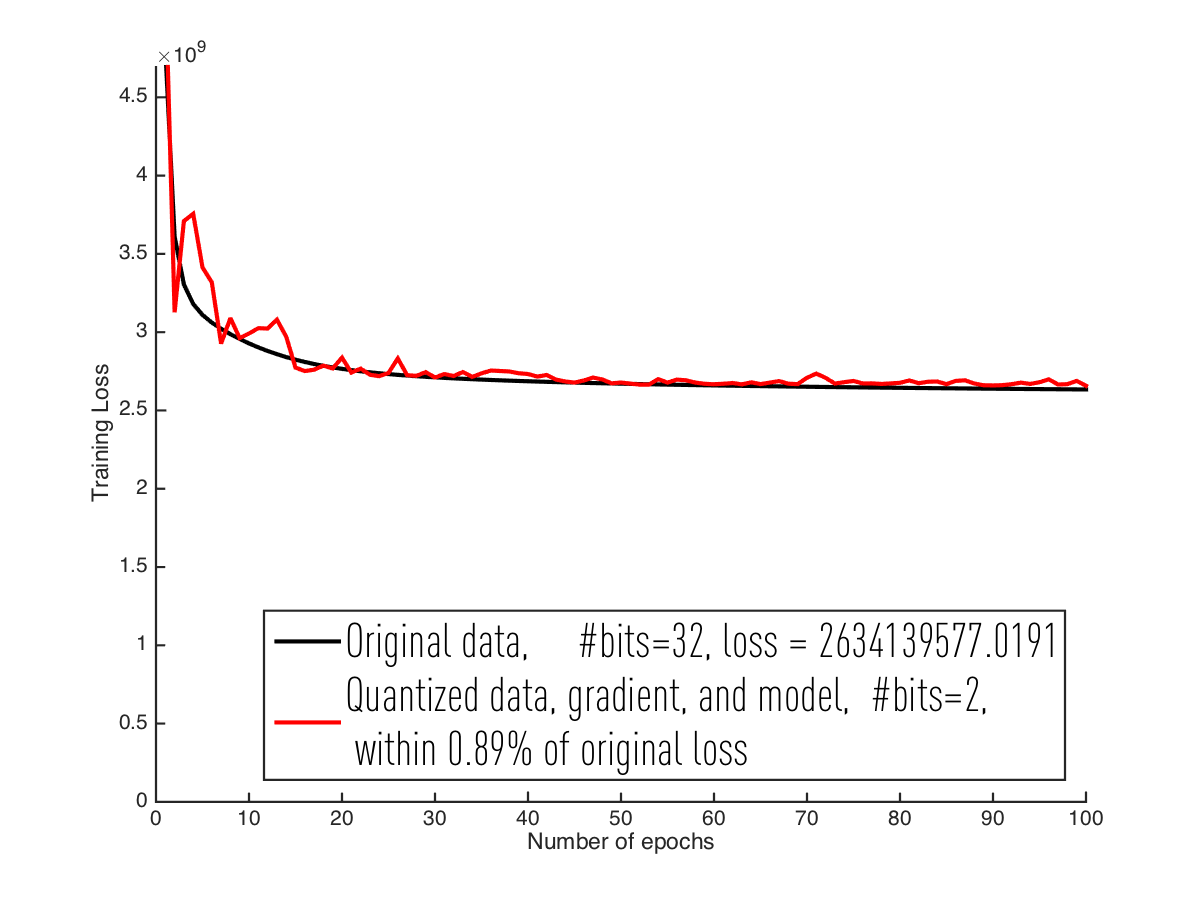 ×10⁹
4.5
4
3.5
3
2.5
2
1.5
1
0.5
0
Training Loss
Original data, #bits=32, loss = 2634139577.0191
Quantized data, gradient, and model, #bits=2,
within 0.89% of original loss
0 10 20 30 40 50 60 70 80 90 100
Number of epochs